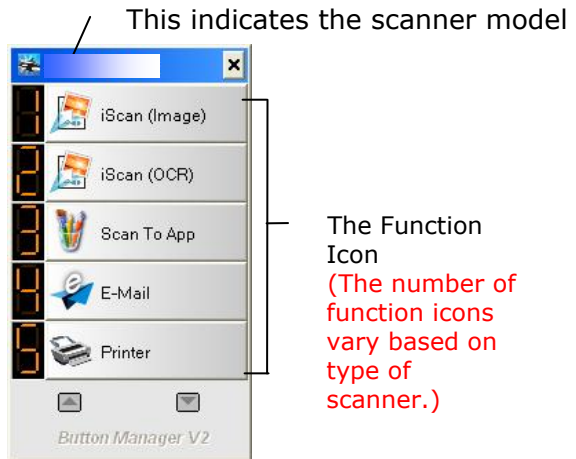 This indicates the scanner model
1 iScan (Image)
2 iScan (OCR)
3 Scan To App
4 E-Mail
5 Printer
Button Manager V2
The Function
Icon
(The number of
function icons
vary based on
type of
scanner.)